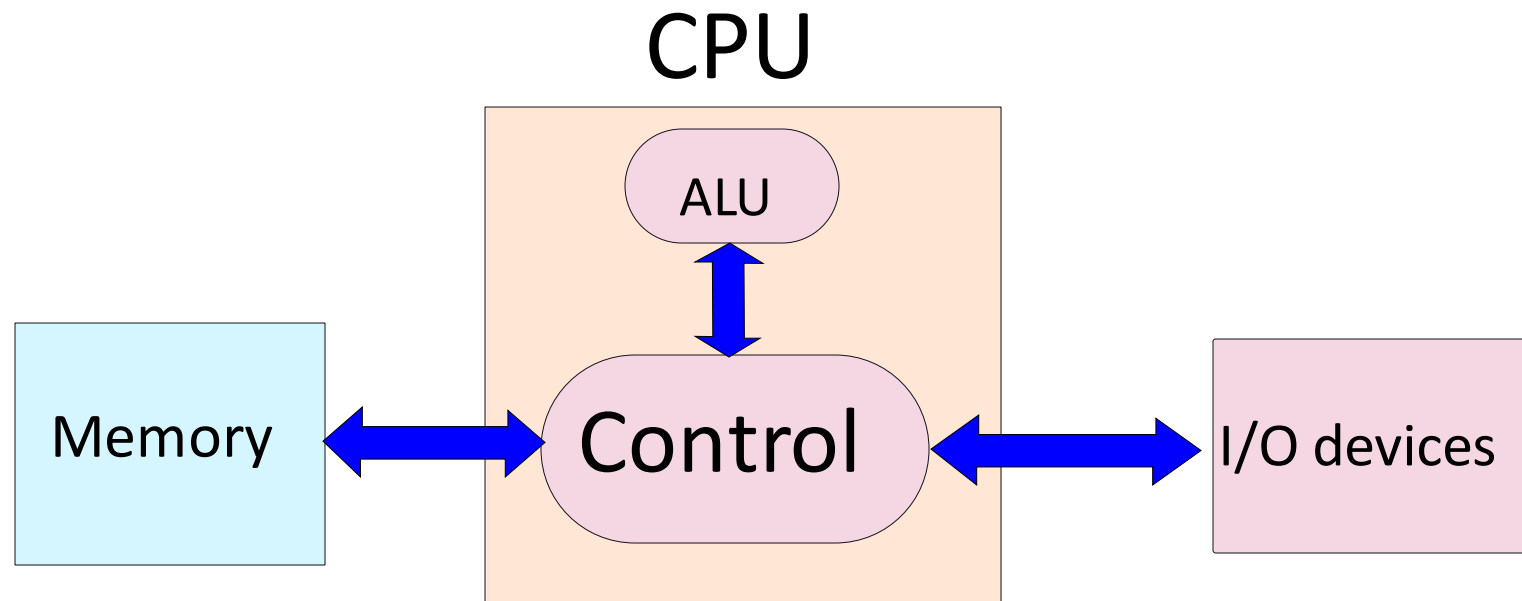 CPU
ALU
Memory
Control
I/O devices